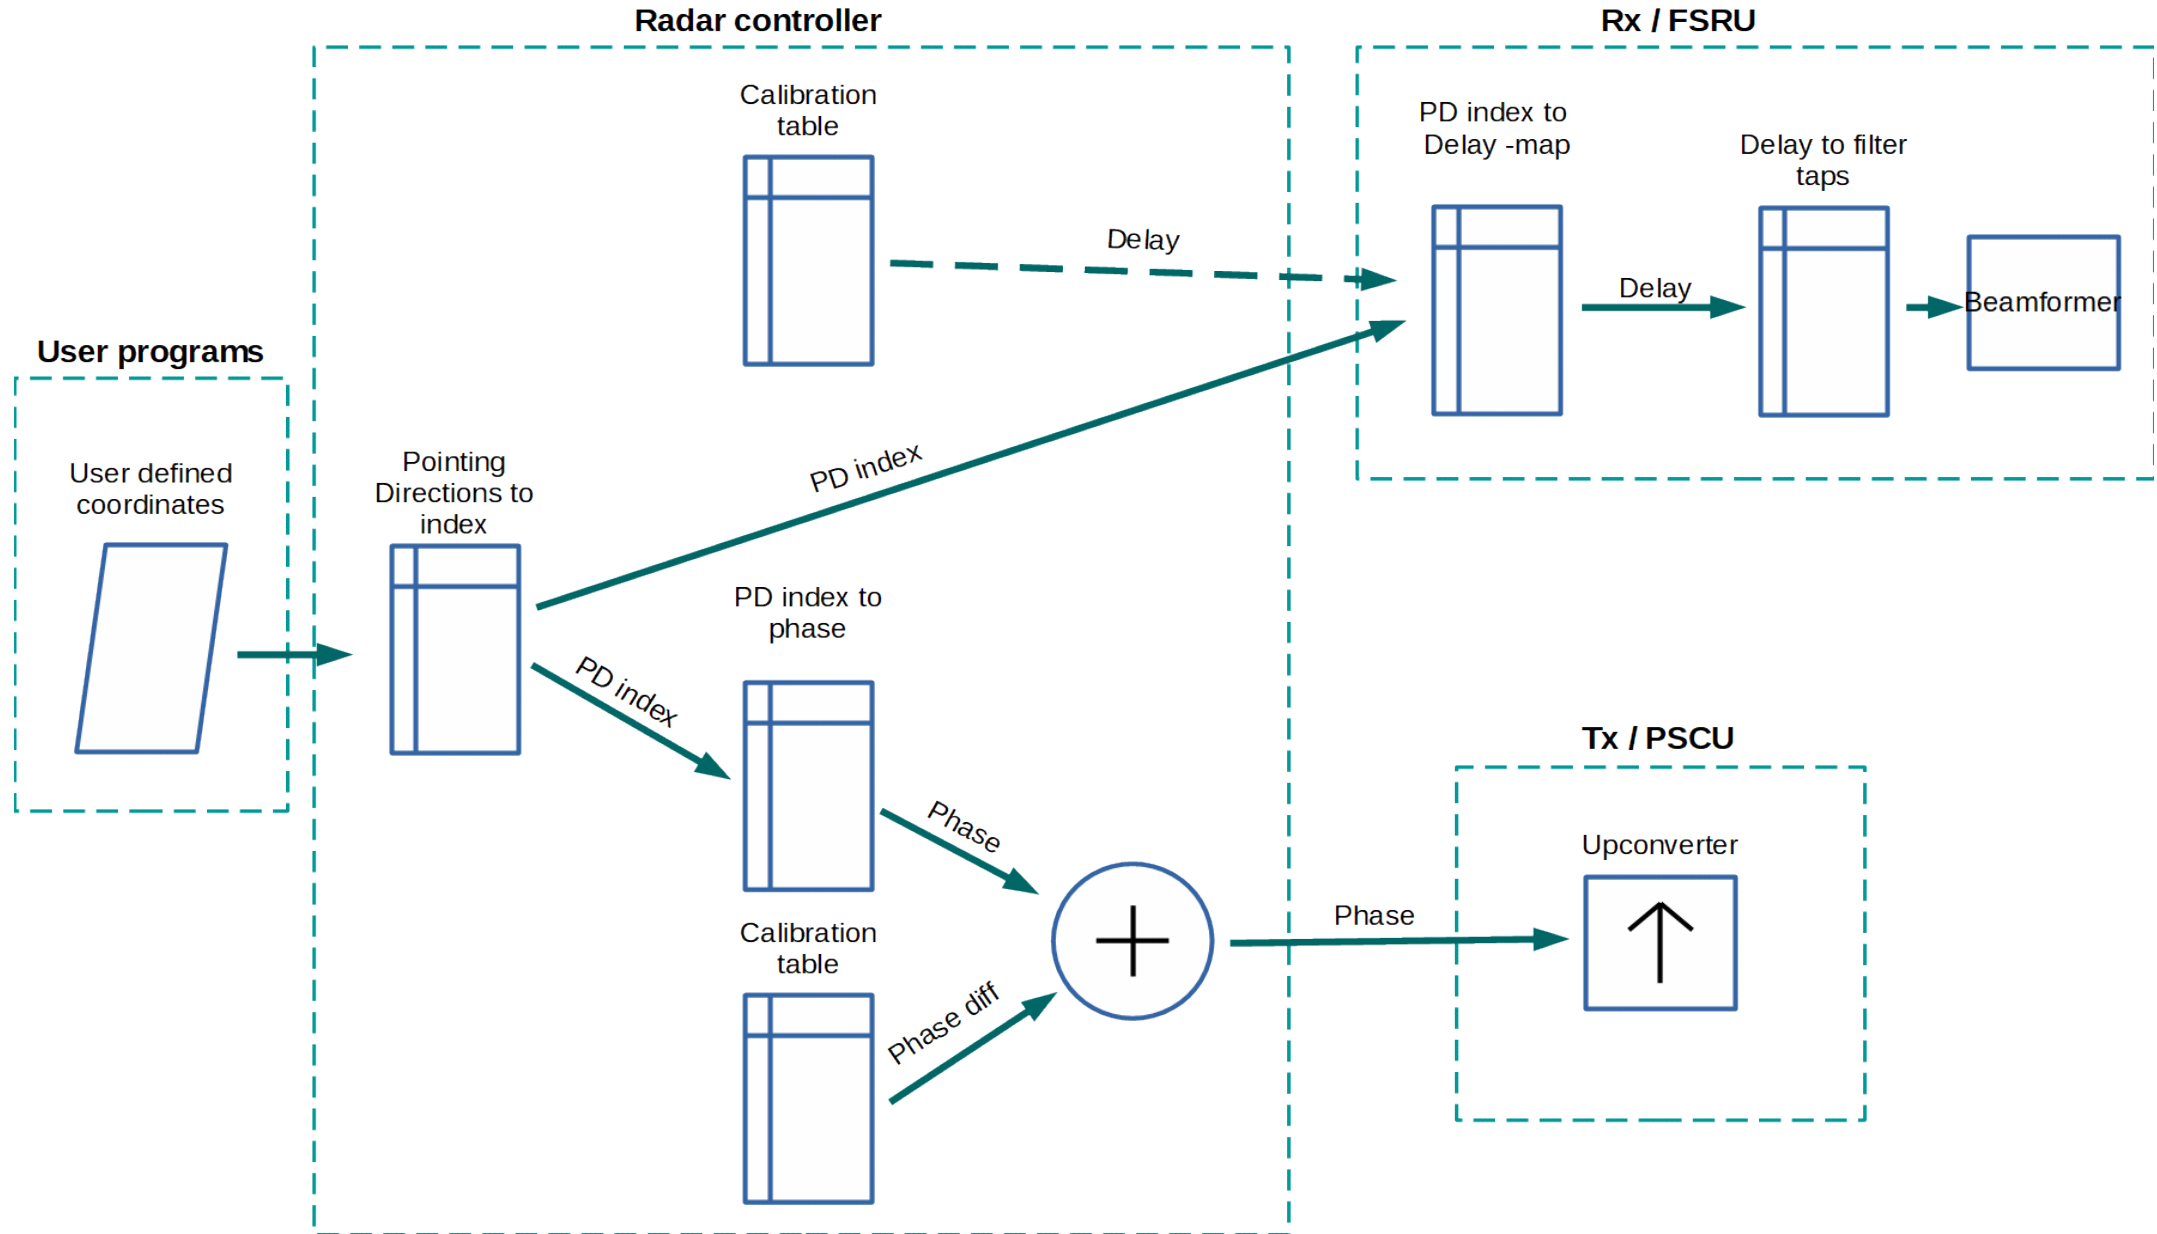 Radar controller
Rx / FSRU
Calibration
table
PD index to
Delay -map
Delay to filter
taps
Delay
Delay
Beamformer
User programs
User defined
coordinates
Pointing
Directions to
index
PD index
PD index to
phase
PD index
Tx / PSCU
Phase
Upconverter
Calibration
table
Phase
Phase diff